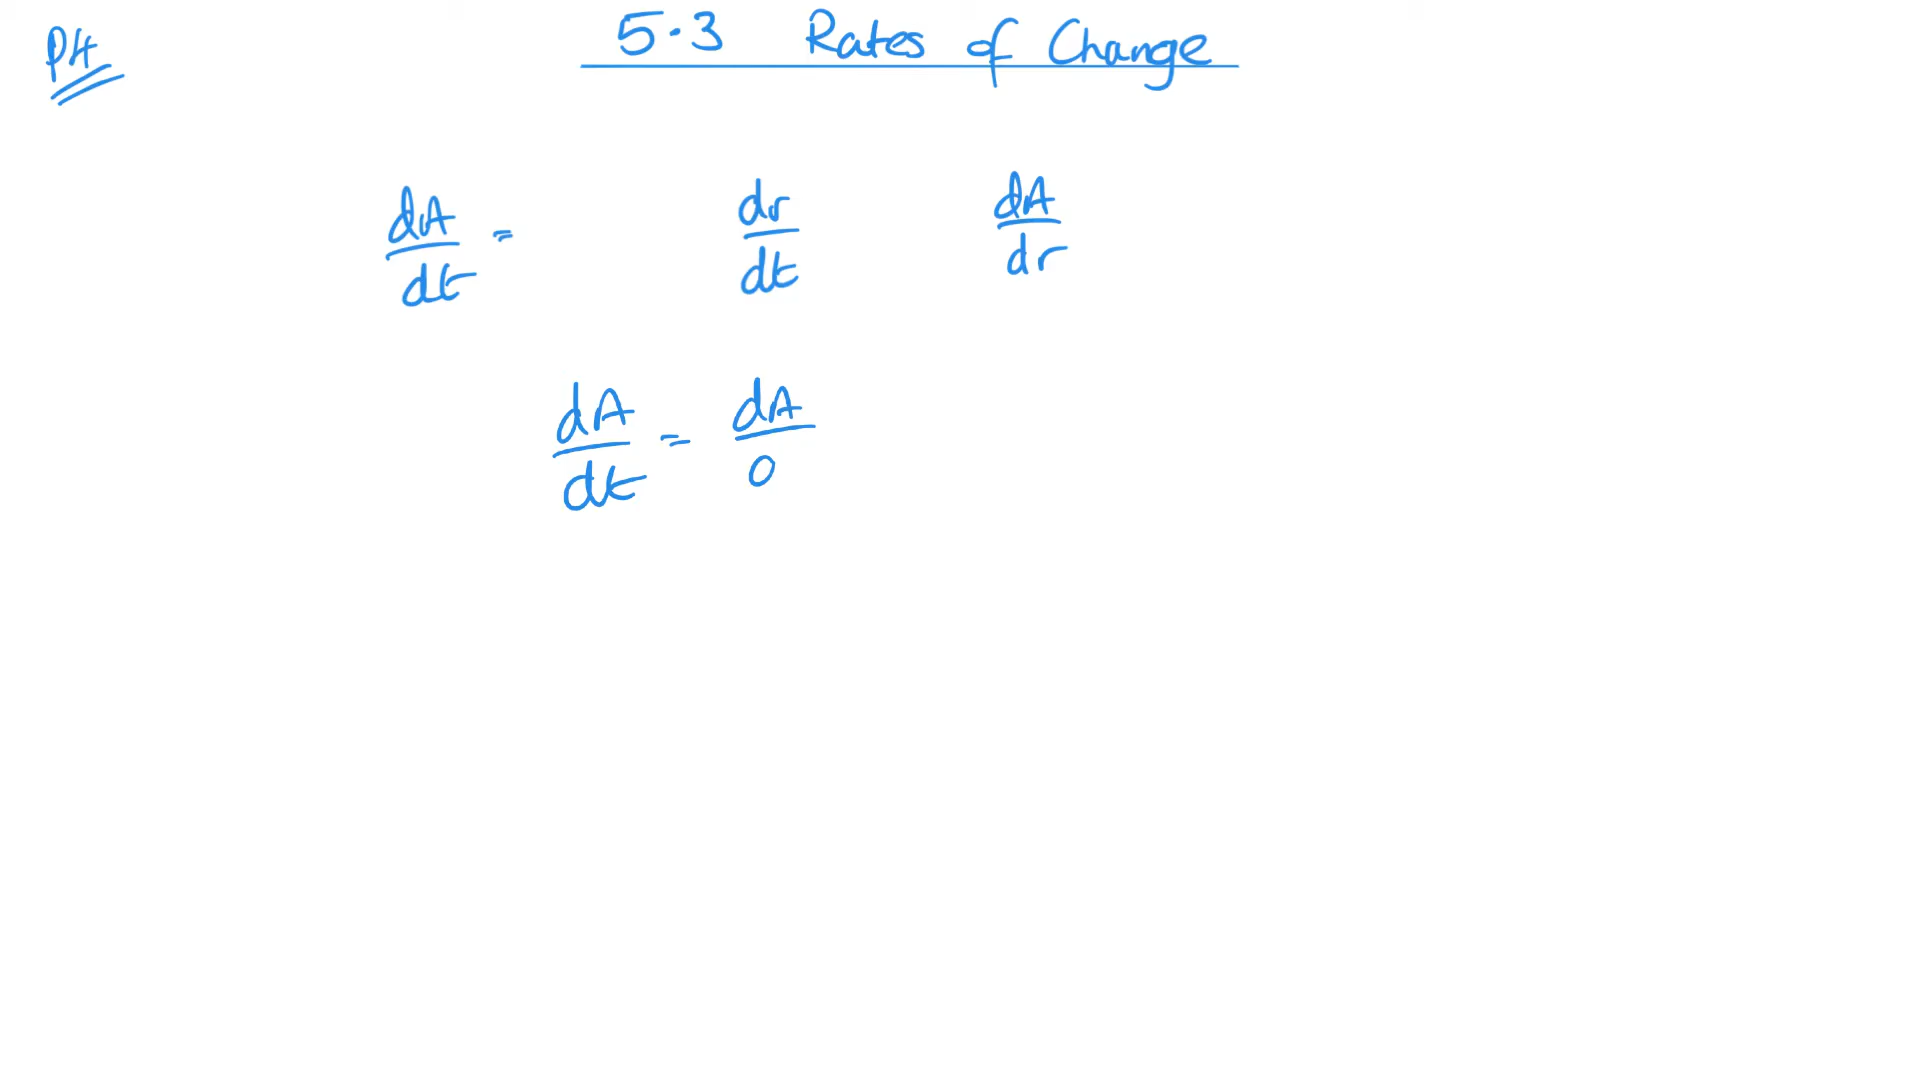 P4 5.3 Rates of Change
dA/dt = dr/dt dA/dr
dA/dt = dA/0